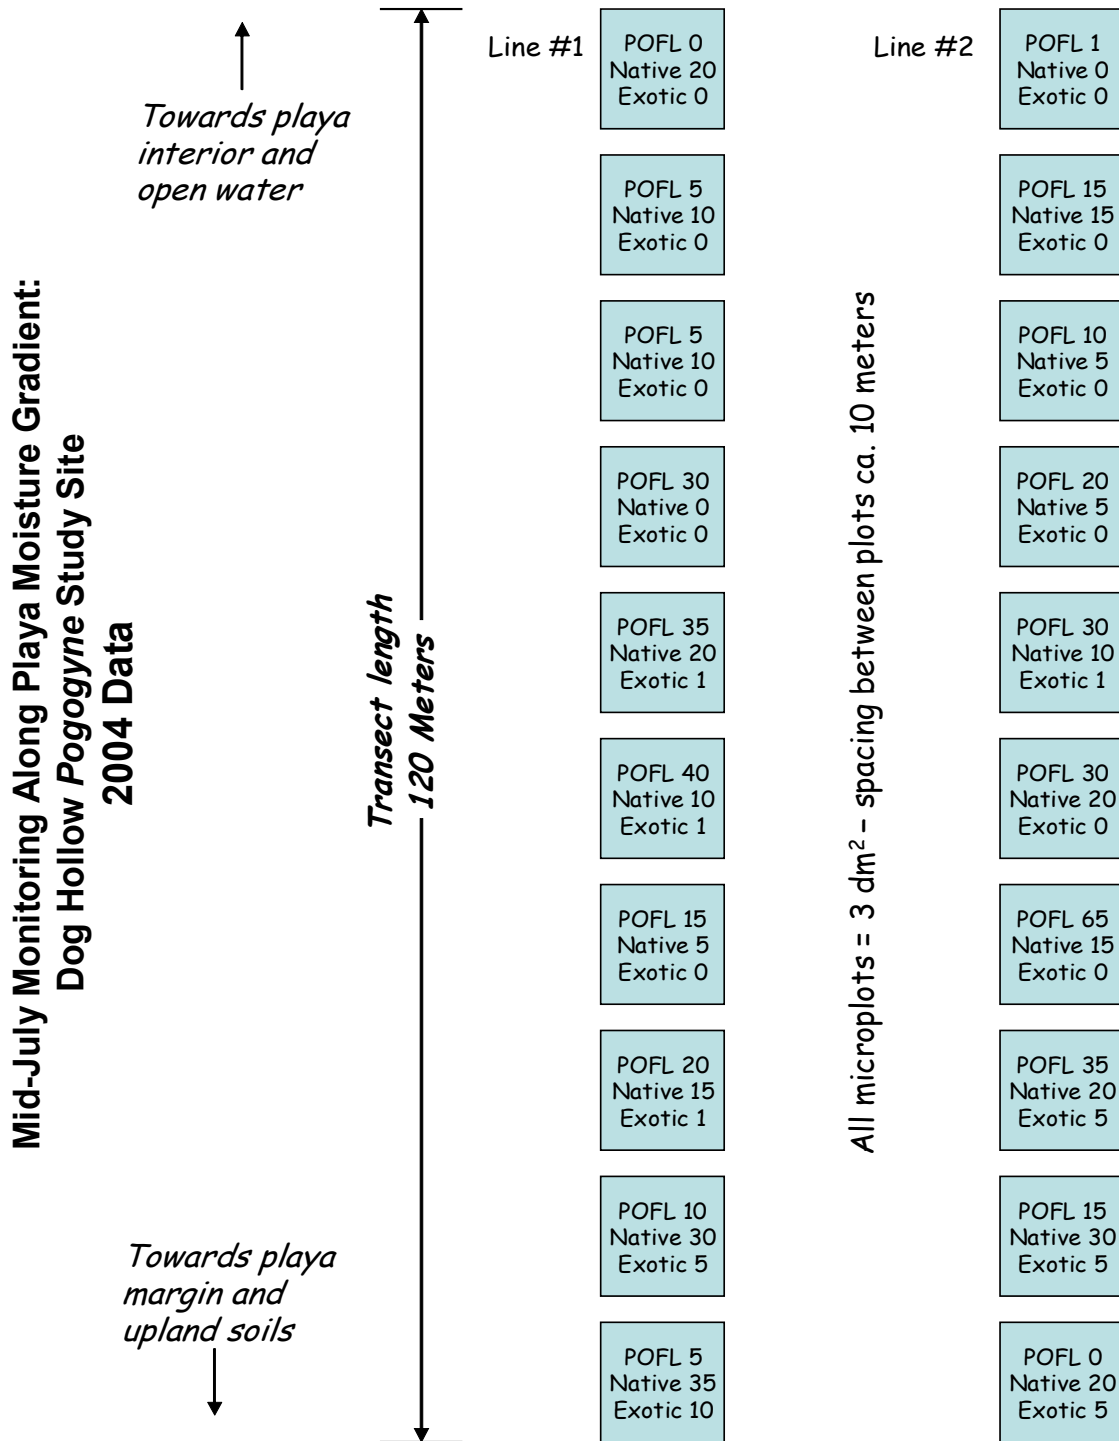 Mid-July Monitoring Along Playa Moisture Gradient:
Dog Hollow Pogogyne Study Site
2004 Data
Towards playa
interior and
open water
Towards playa
margin and
upland soils
Transect length
120 Meters
Line #1
POFL 0
Native 20
Exotic 0
POFL 5
Native 10
Exotic 0
POFL 5
Native 10
Exotic 0
POFL 30
Native 0
Exotic 0
POFL 35
Native 20
Exotic 1
POFL 40
Native 10
Exotic 1
POFL 15
Native 5
Exotic 0
POFL 20
Native 15
Exotic 1
POFL 10
Native 30
Exotic 5
POFL 5
Native 35
Exotic 10
All microplots = 3 dm² – spacing between plots ca. 10 meters
Line #2
POFL 1
Native 0
Exotic 0
POFL 15
Native 15
Exotic 0
POFL 10
Native 5
Exotic 0
POFL 20
Native 5
Exotic 0
POFL 30
Native 10
Exotic 1
POFL 30
Native 20
Exotic 0
POFL 65
Native 15
Exotic 0
POFL 35
Native 20
Exotic 5
POFL 15
Native 30
Exotic 5
POFL 0
Native 20
Exotic 5